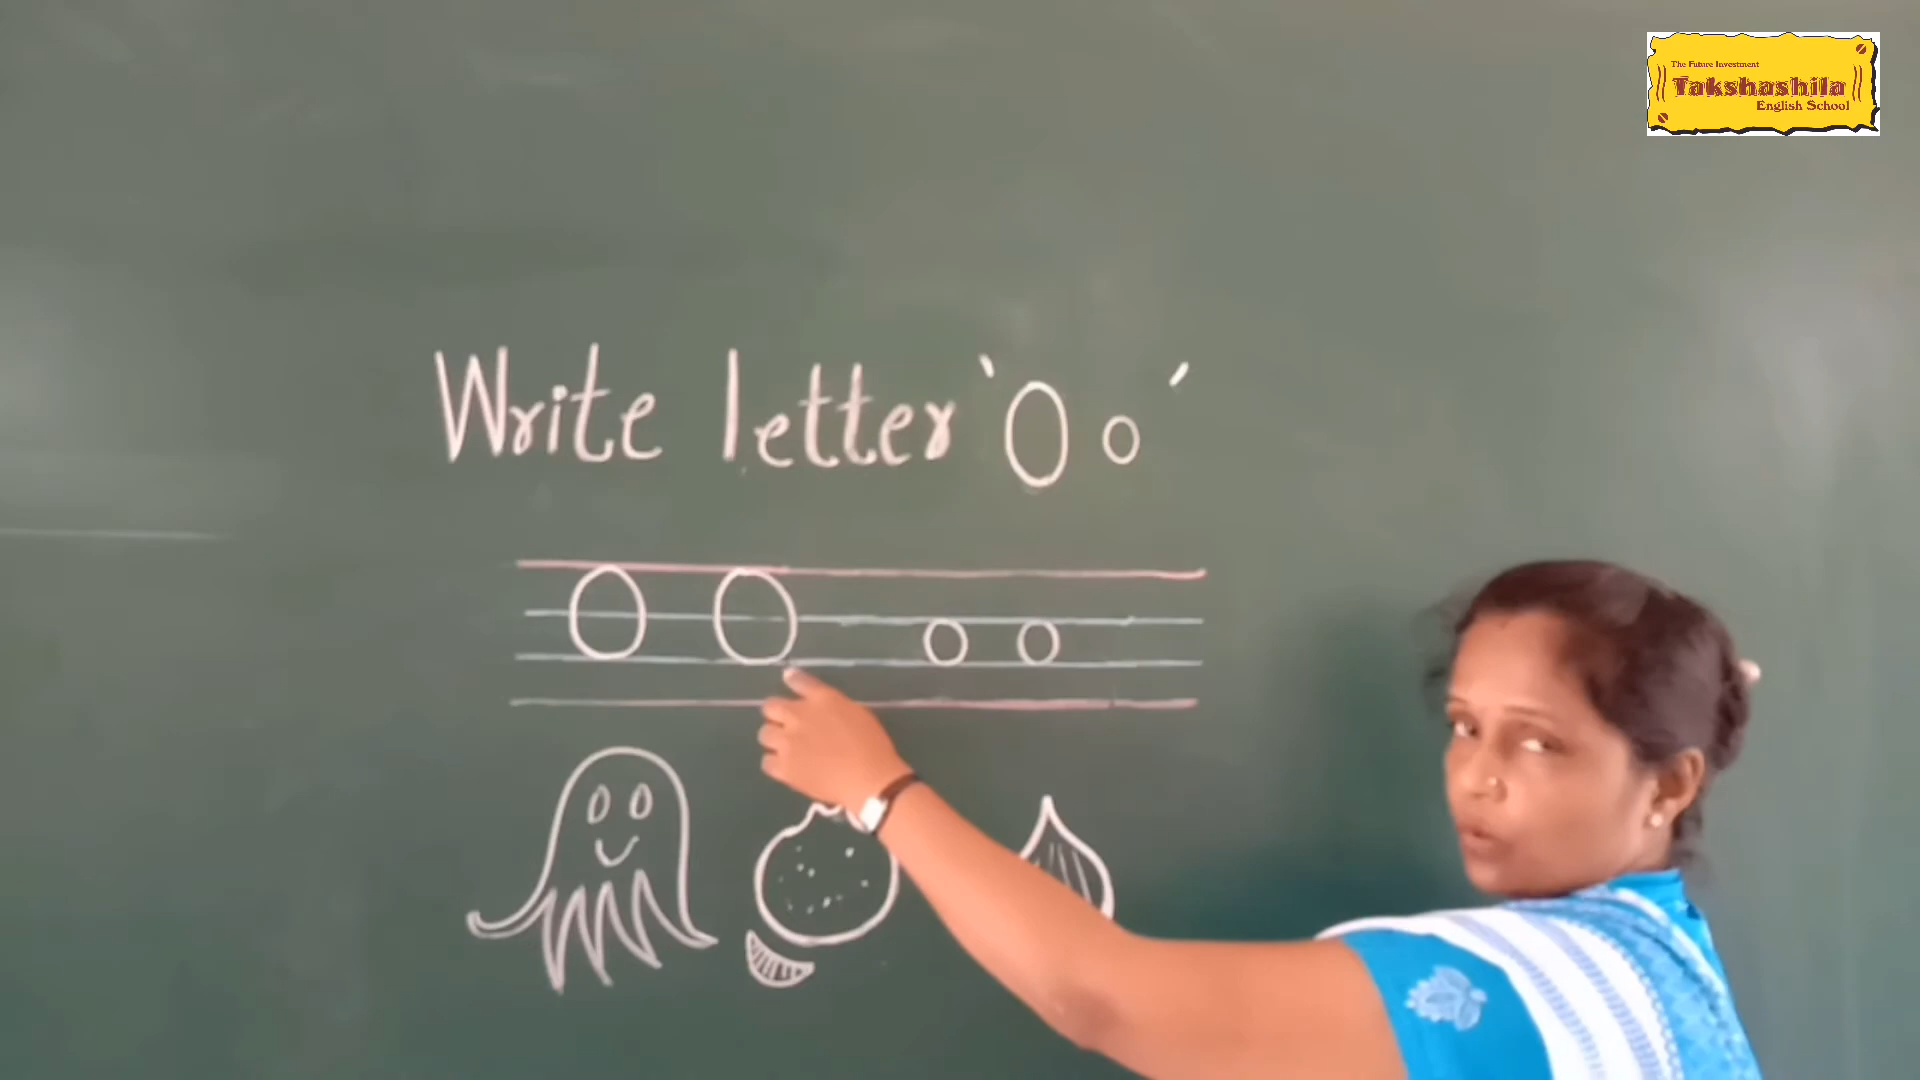 The Future Investment
Takshashila
English School
Write letter 'O o'
O O o o